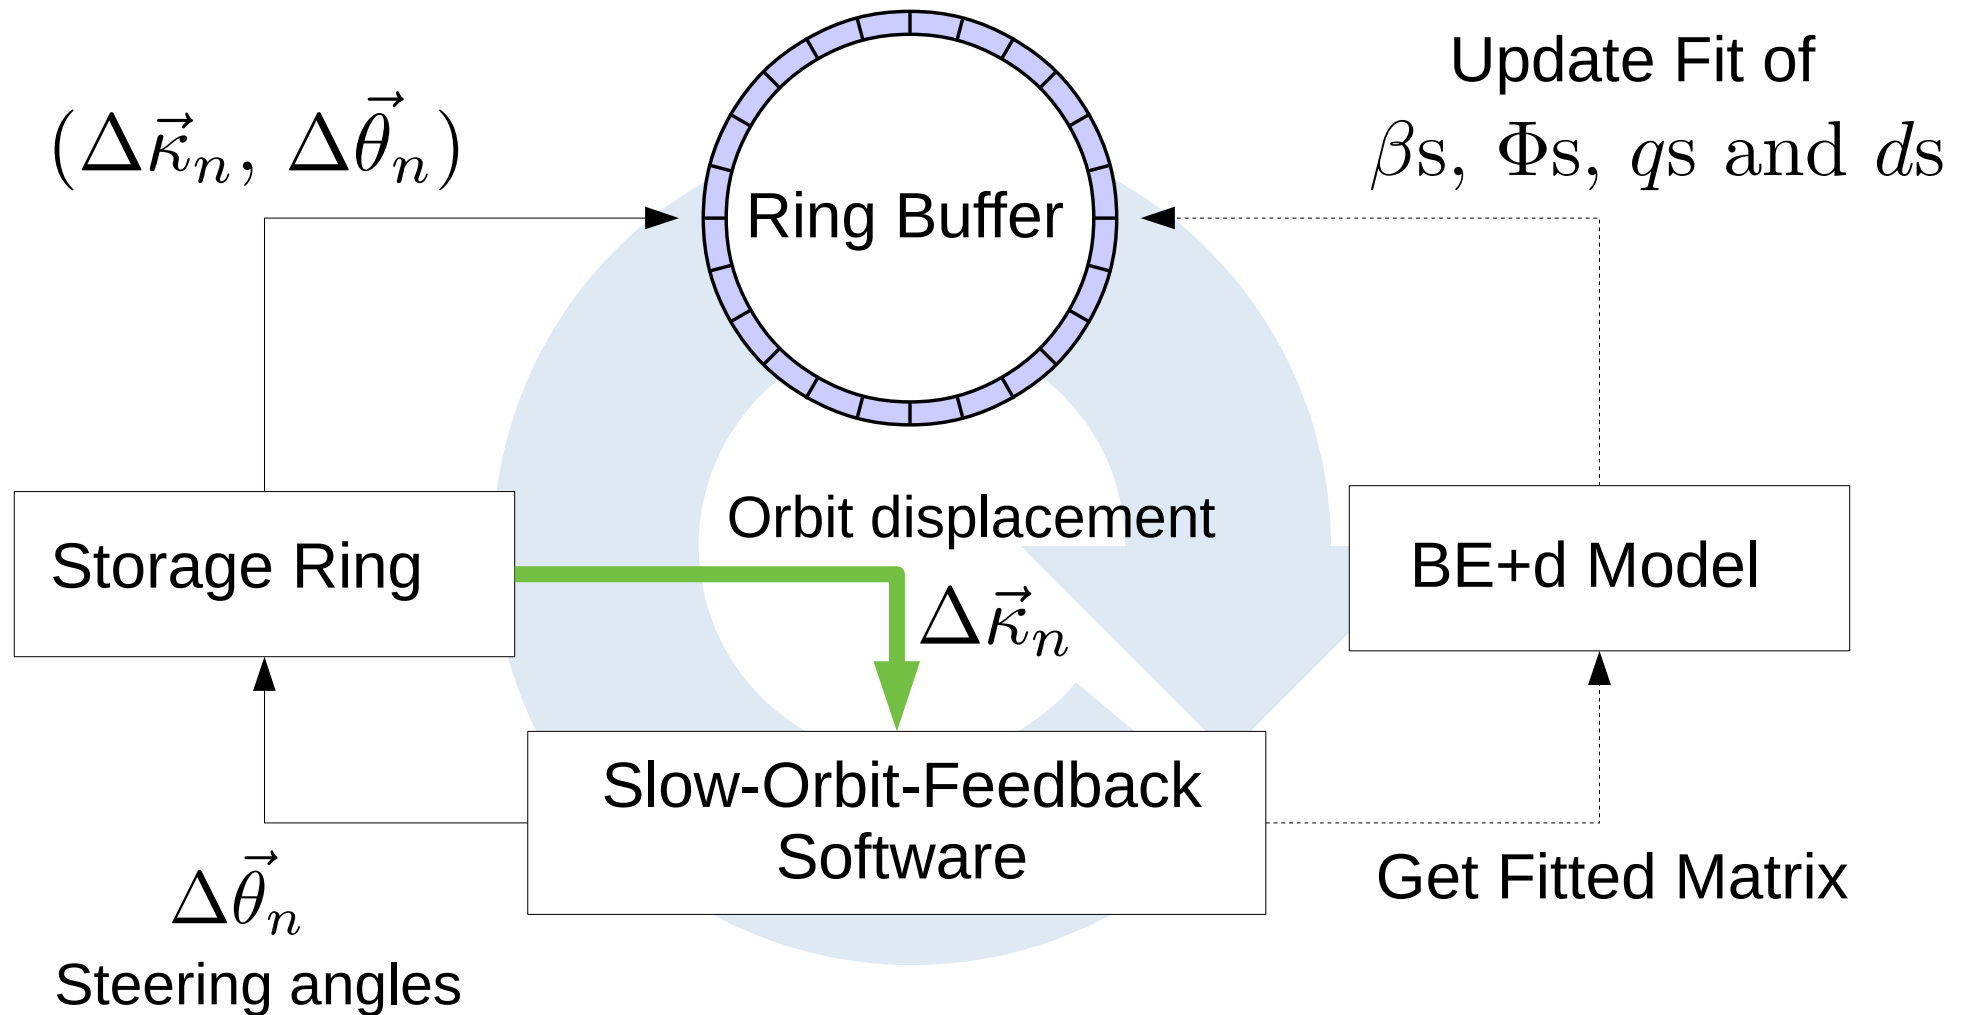 Update Fit of
βs, Φs, qs and ds
(Δκ⃗ₙ, Δθ⃗ₙ)
Ring Buffer
Orbit displacement
Δκ⃗ₙ
Storage Ring
BE+d Model
Slow-Orbit-Feedback
Software
Get Fitted Matrix
Δθ⃗ₙ
Steering angles